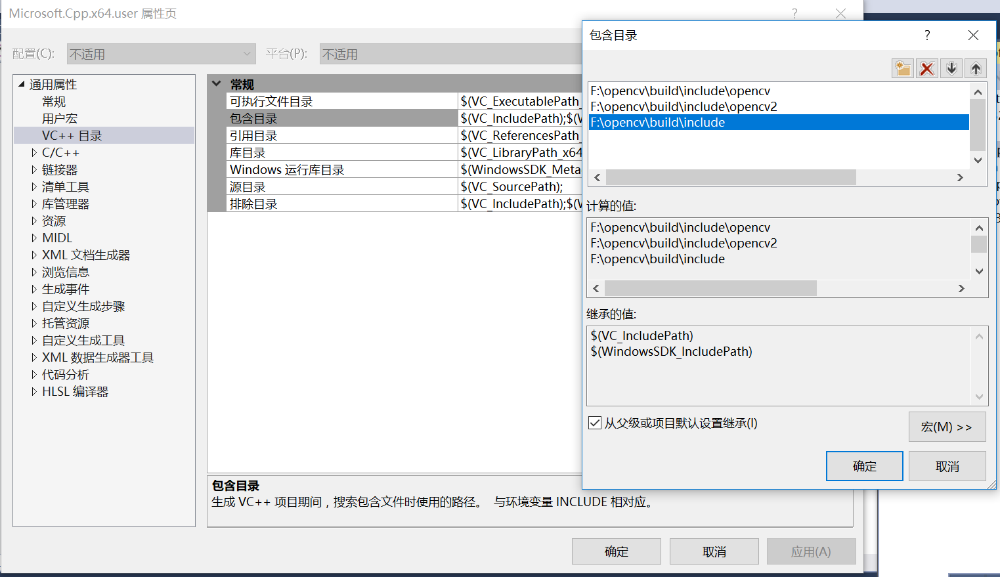 Microsoft.Cpp.x64.user 属性页
配置(C):
不适用
平台(P):
不适用
通用属性
常规
用户宏
VC++ 目录
C/C++
链接器
清单工具
库管理器
资源
MIDL
XML 文档生成器
浏览信息
生成事件
自定义生成步骤
托管资源
自定义生成工具
XML 数据生成器工具
代码分析
HLSL 编译器
常规
可执行文件目录 $(VC_ExecutablePath_
包含目录 $(VC_IncludePath);$(
引用目录 $(VC_ReferencesPath_
库目录 $(VC_LibraryPath_x64
Windows 运行库目录 $(WindowsSDK_Meta
源目录 $(VC_SourcePath);
排除目录 $(VC_IncludePath);$(
包含目录
生成 VC++ 项目期间，搜索包含文件时使用的路径。 与环境变量 INCLUDE 相对应。
确定
取消
应用(A)
包含目录
F:\opencv\build\include\opencv
F:\opencv\build\include\opencv2
F:\opencv\build\include
计算的值:
F:\opencv\build\include\opencv
F:\opencv\build\include\opencv2
F:\opencv\build\include
继承的值:
$(VC_IncludePath)
$(WindowsSDK_IncludePath)
从父级或项目默认设置继承(I)
宏(M) >>
确定
取消